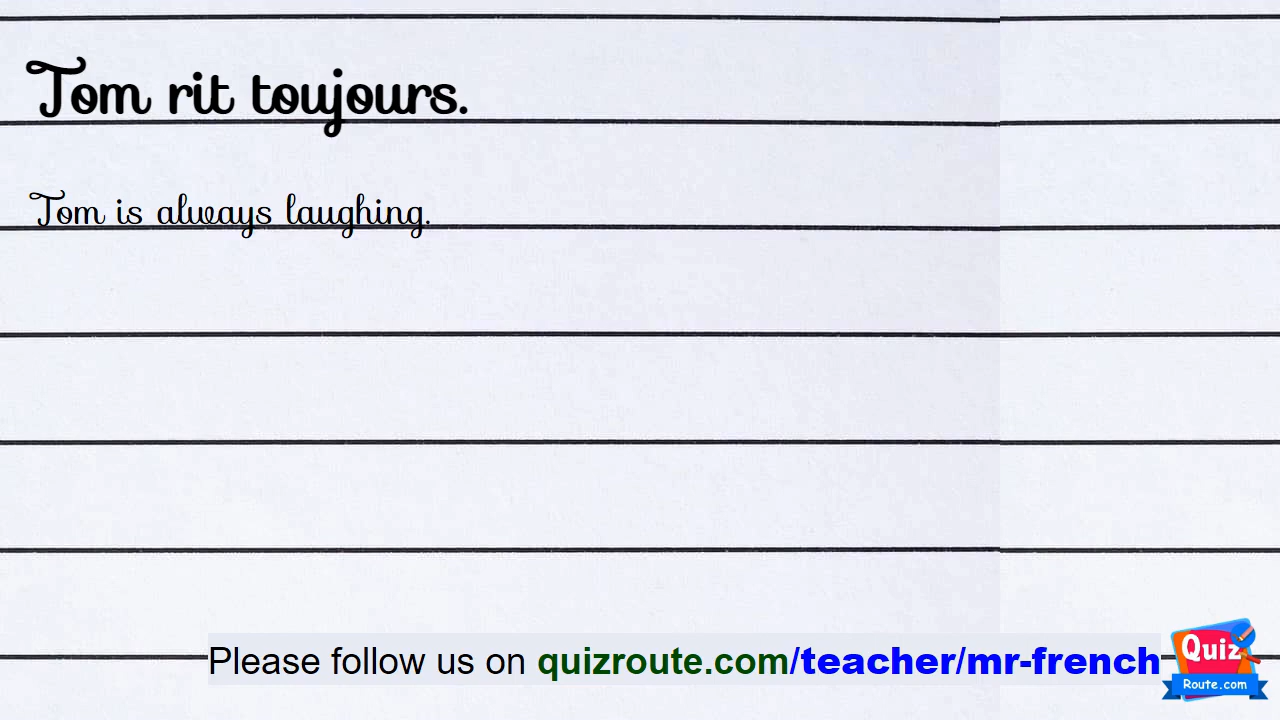 Tom rit toujours.
Tom is always laughing.
Please follow us on quizroute.com/teacher/mr-french
Quiz
Route.com